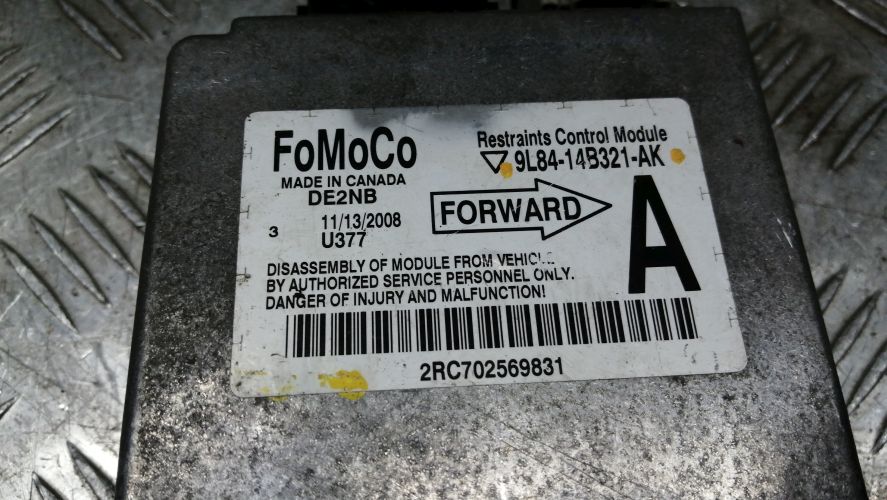 FoMoCo
MADE IN CANADA
DE2NB
3 11/13/2008
U377
Restraints Control Module
9L84-14B321-AK
FORWARD
A
DISASSEMBLY OF MODULE FROM VEHICLE
BY AUTHORIZED SERVICE PERSONNEL ONLY.
DANGER OF INJURY AND MALFUNCTION!
2RC702569831